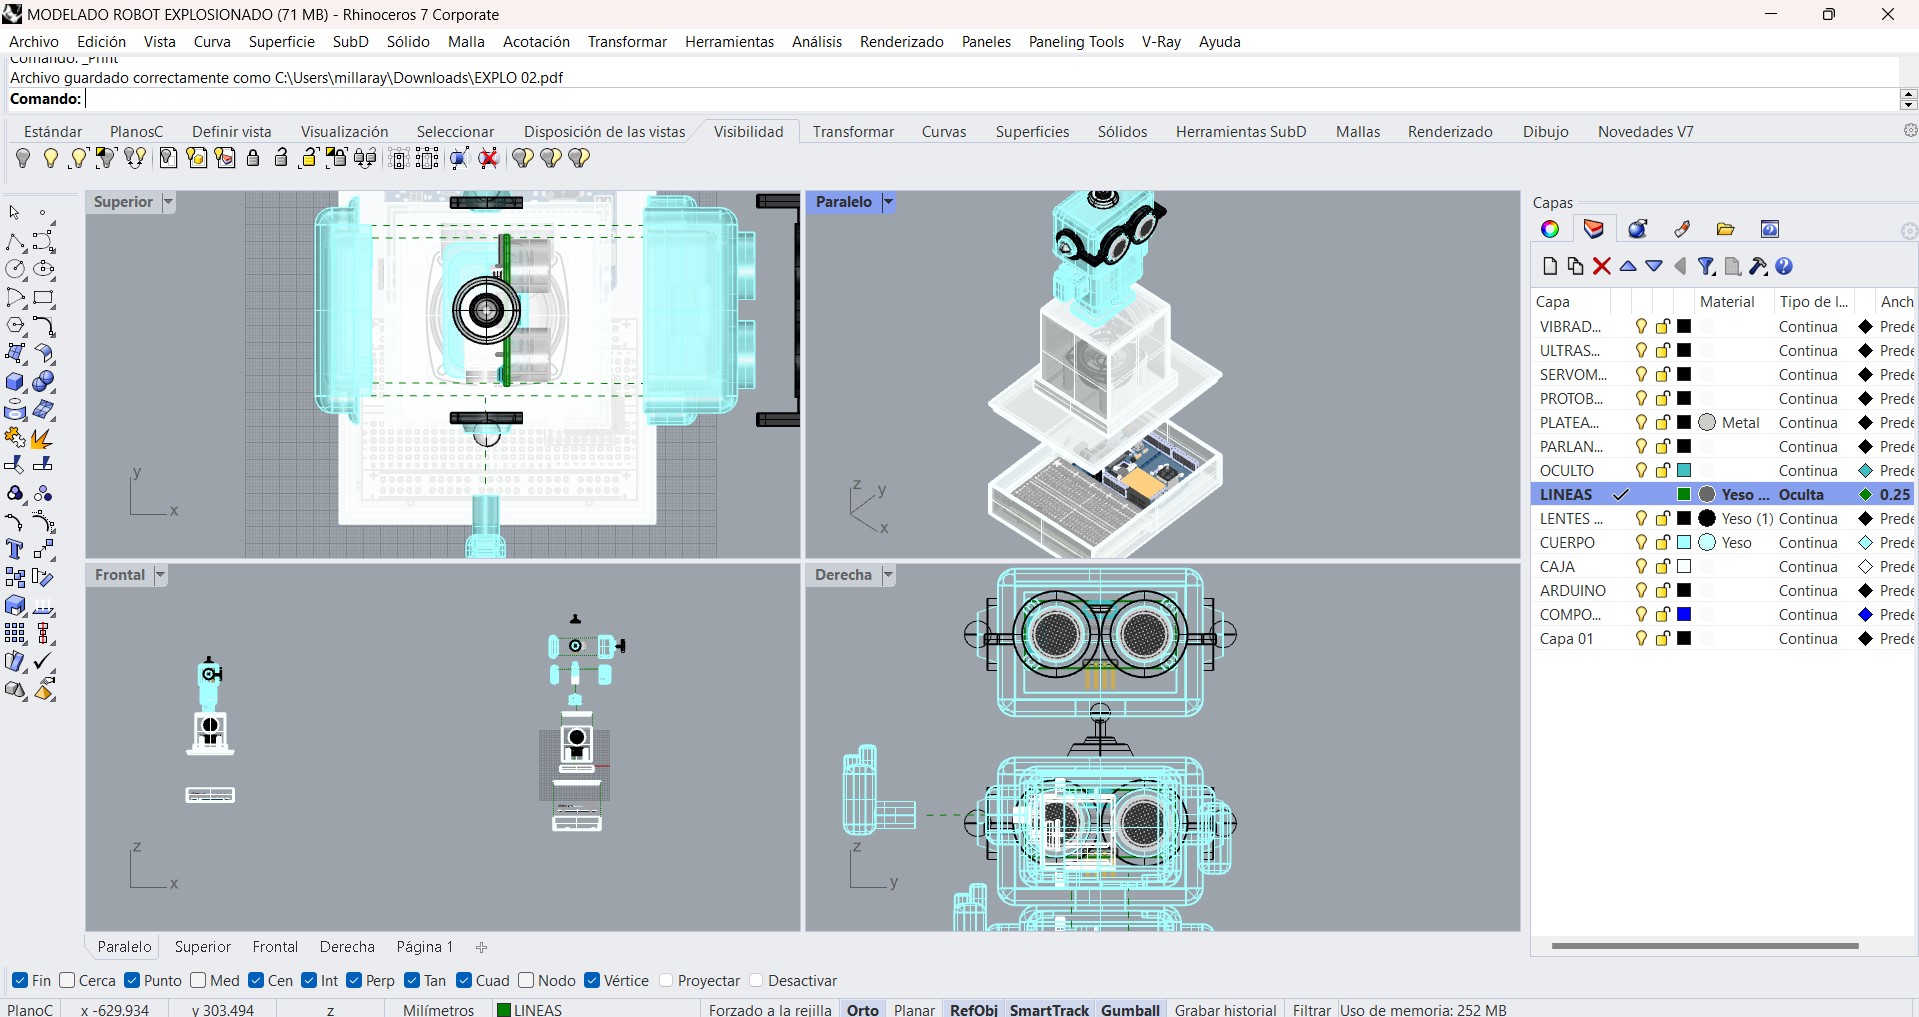 MODELADO ROBOT EXPLOSIONADO (71 MB) - Rhinoceros 7 Corporate
Archivo Edición Vista Curva Superficie SubD Sólido Malla Acotación Transformar Herramientas Análisis Renderizado Paneles Paneling Tools V-Ray Ayuda
Comando: _Print
Archivo guardado correctamente como C:\Users\millaray\Downloads\EXPLO 02.pdf
Comando:
Estándar PlanosC Definir vista Visualización Seleccionar Disposición de las vistas Visibilidad Transformar Curvas Superficies Sólidos Herramientas SubD Mallas Renderizado Dibujo Novedades V7
Superior
y
x
Paralelo
z
y
x
Frontal
z
x
Derecha
z
y
Capas
Capa Material Tipo de l... Anch
VIBRAD... Continua Prede
ULTRAS... Continua Prede
SERVOM... Continua Prede
PROTOB... Continua Prede
PLATEA... Metal Continua Prede
PARLAN... Continua Prede
OCULTO Continua Prede
LINEAS Yeso ... Oculta 0.25
LENTES ... Yeso (1) Continua Prede
CUERPO Yeso Continua Prede
CAJA Continua Prede
ARDUINO Continua Prede
COMPO... Continua Prede
Capa 01 Continua Prede
Paralelo Superior Frontal Derecha Página 1
Fin Cerca Punto Med Cen Int Perp Tan Cuad Nodo Vértice Proyectar Desactivar
PlanoC x -629.934 y 303.494 z Milímetros LINEAS Forzado a la rejilla Orto Planar RefObj SmartTrack Gumball Grabar historial Filtrar Uso de memoria: 252 MB